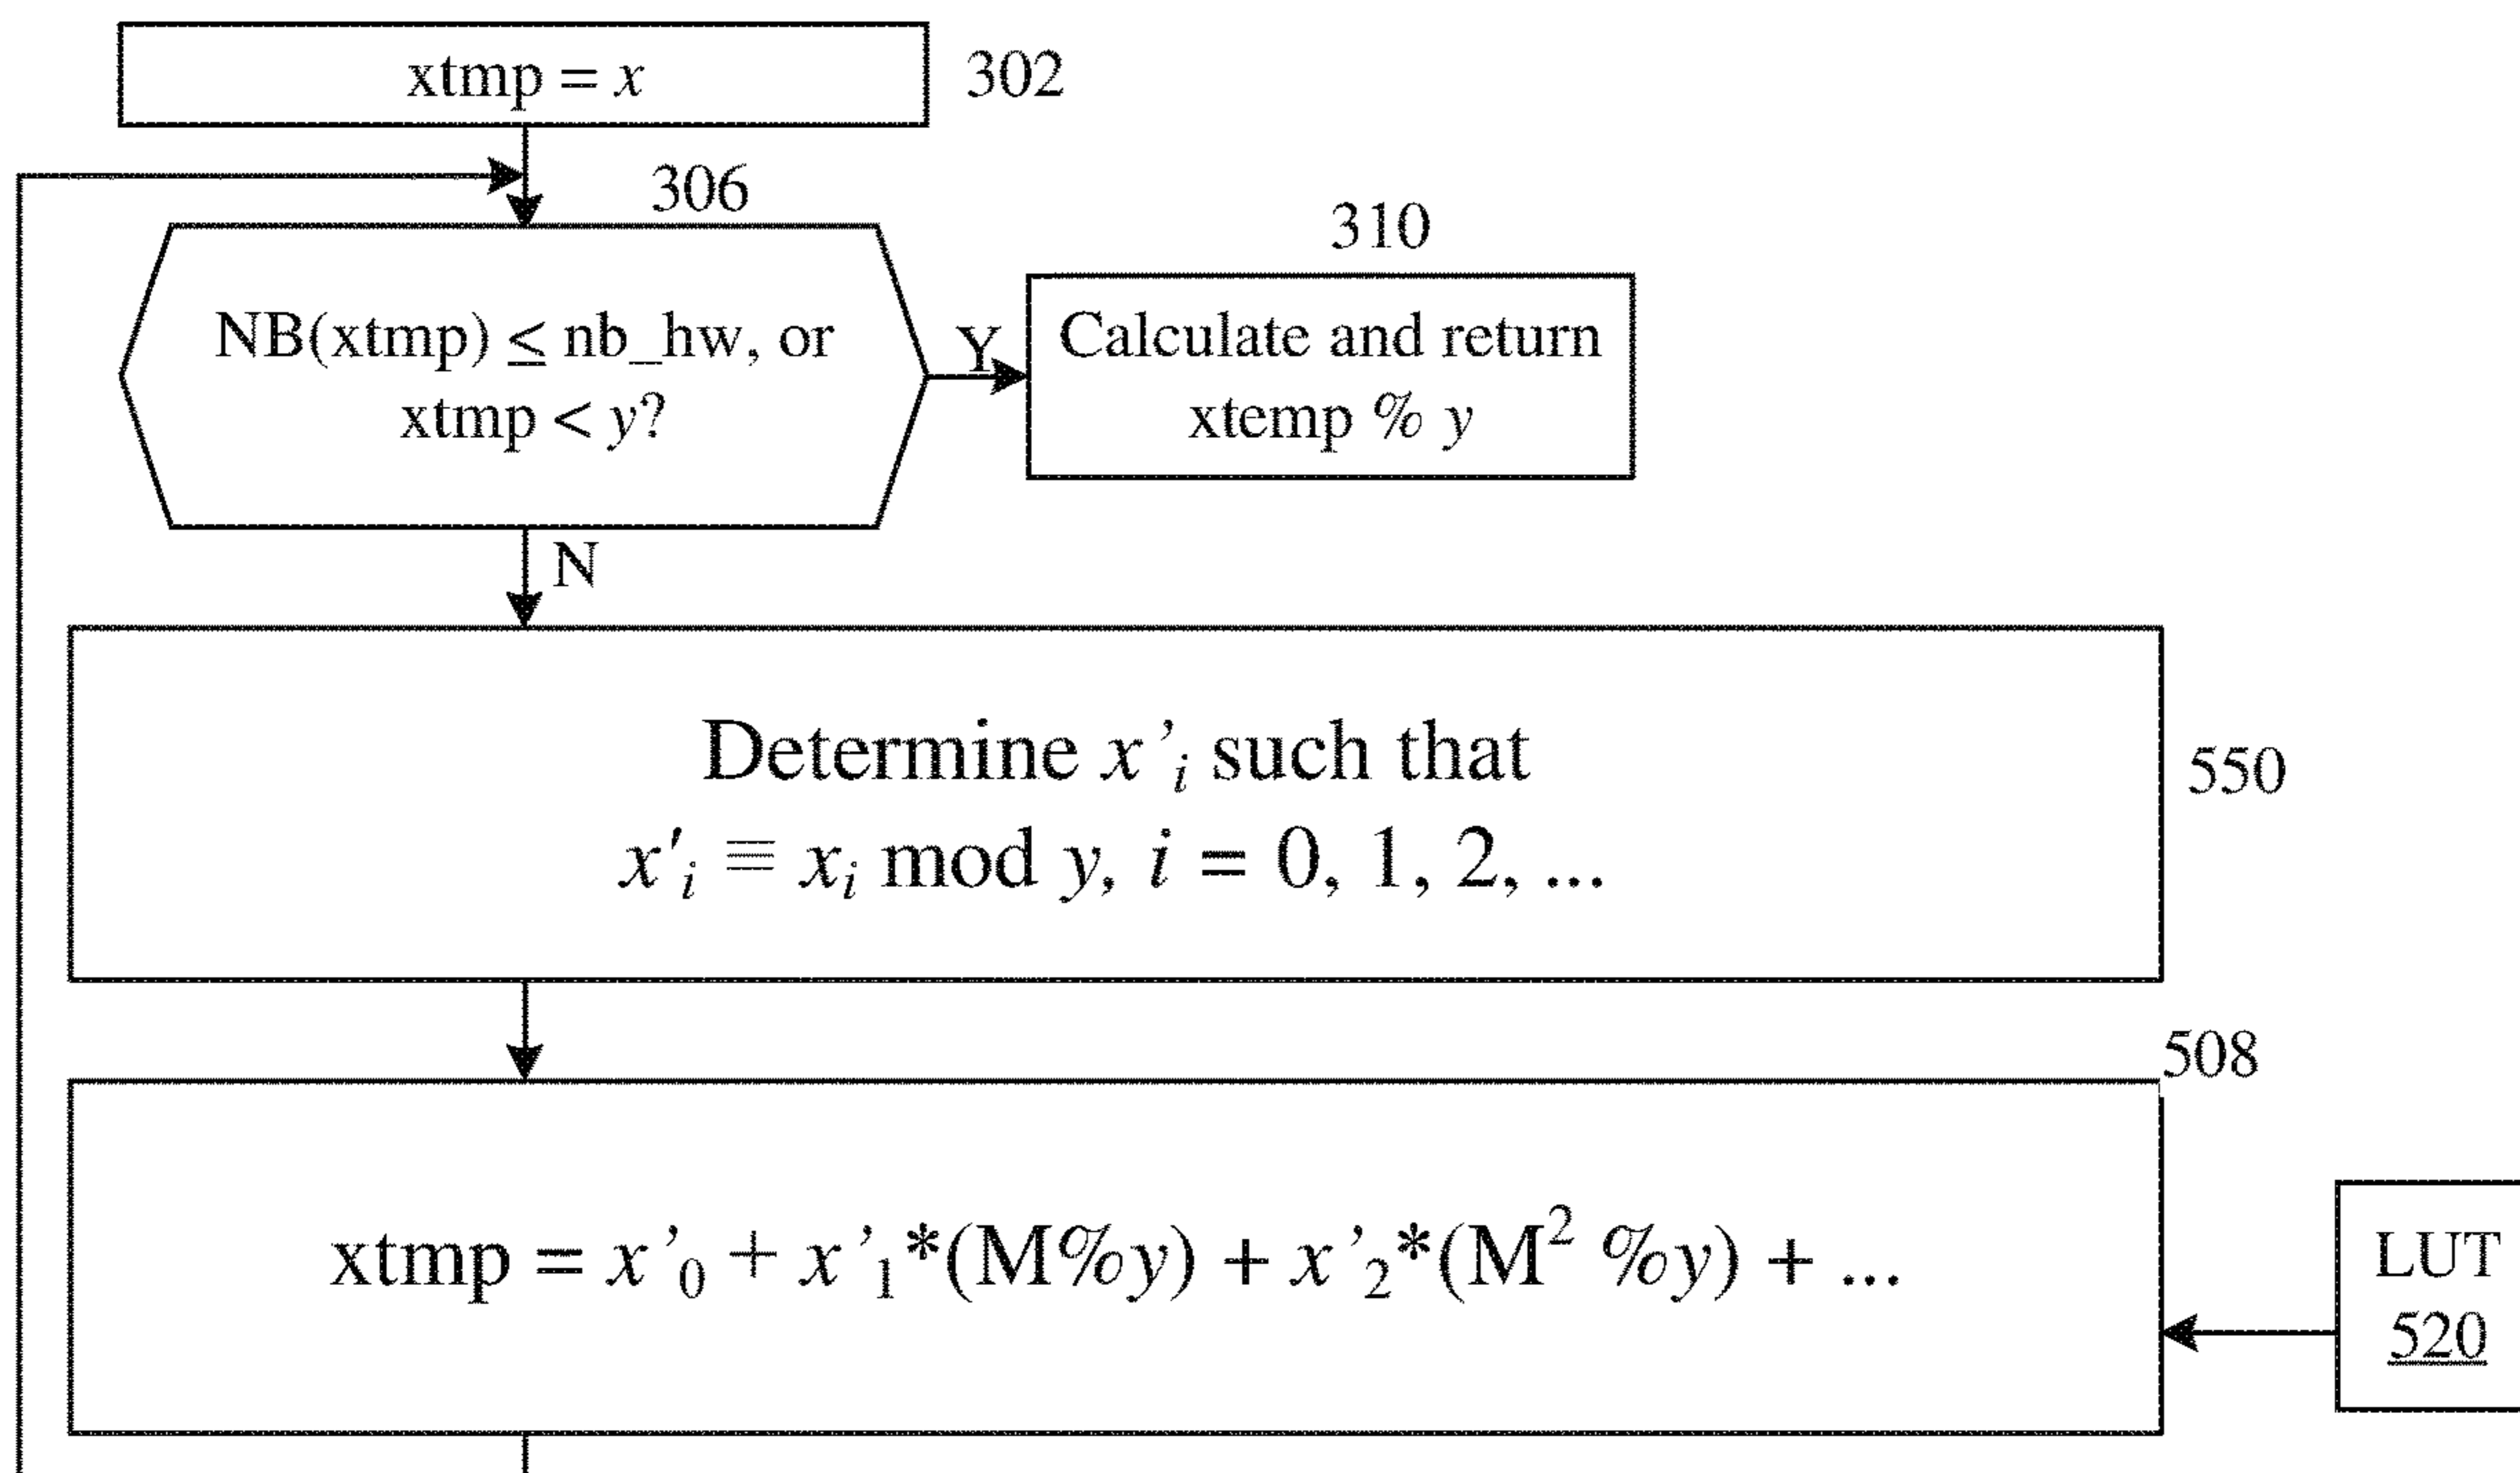 xtmp = x
302
306
310
NB(xtmp) ≤ nb_hw, or
xtmp < y?
Y
Calculate and return
xtemp % y
N
Determine x’ᵢ such that
x'ᵢ ≡ xᵢ mod y, i = 0, 1, 2, ...
550
508
xtmp = x’₀ + x’₁*(M%y) + x’₂*(M² %y) + ...
LUT
520